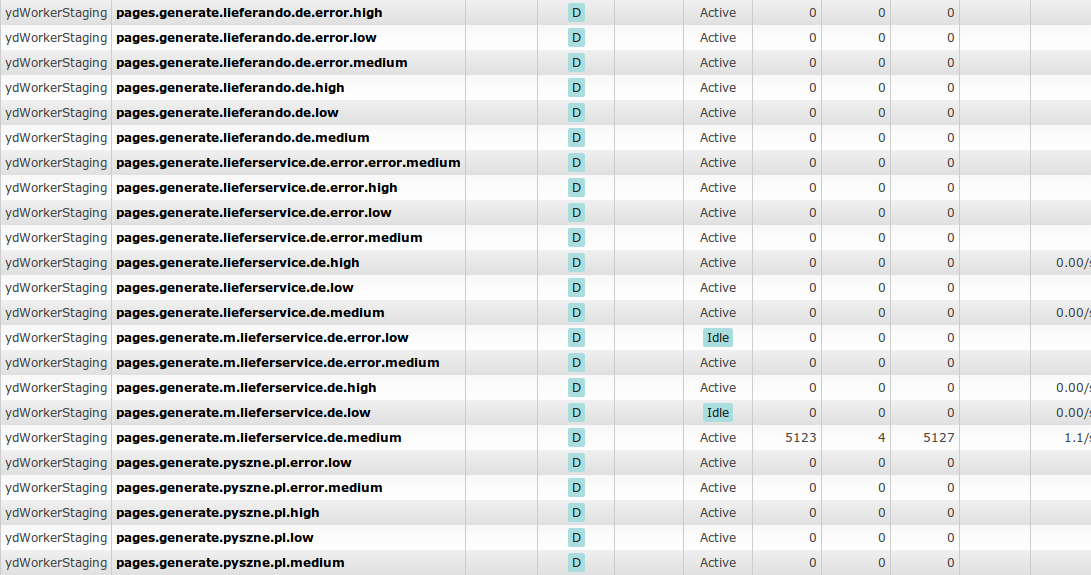 ydWorkerStaging pages.generate.lieferando.de.error.high D Active 0 0 0
ydWorkerStaging pages.generate.lieferando.de.error.low D Active 0 0 0
ydWorkerStaging pages.generate.lieferando.de.error.medium D Active 0 0 0
ydWorkerStaging pages.generate.lieferando.de.high D Active 0 0 0
ydWorkerStaging pages.generate.lieferando.de.low D Active 0 0 0
ydWorkerStaging pages.generate.lieferando.de.medium D Active 0 0 0
ydWorkerStaging pages.generate.lieferservice.de.error.error.medium D Active 0 0 0
ydWorkerStaging pages.generate.lieferservice.de.error.high D Active 0 0 0
ydWorkerStaging pages.generate.lieferservice.de.error.low D Active 0 0 0
ydWorkerStaging pages.generate.lieferservice.de.error.medium D Active 0 0 0
ydWorkerStaging pages.generate.lieferservice.de.high D Active 0 0 0 0.00/s
ydWorkerStaging pages.generate.lieferservice.de.low D Active 0 0 0
ydWorkerStaging pages.generate.lieferservice.de.medium D Active 0 0 0 0.00/s
ydWorkerStaging pages.generate.m.lieferservice.de.error.low D Idle 0 0 0
ydWorkerStaging pages.generate.m.lieferservice.de.error.medium D Active 0 0 0
ydWorkerStaging pages.generate.m.lieferservice.de.high D Active 0 0 0 0.00/s
ydWorkerStaging pages.generate.m.lieferservice.de.low D Idle 0 0 0 0.00/s
ydWorkerStaging pages.generate.m.lieferservice.de.medium D Active 5123 4 5127 1.1/s
ydWorkerStaging pages.generate.pyszne.pl.error.low D Active 0 0 0
ydWorkerStaging pages.generate.pyszne.pl.error.medium D Active 0 0 0
ydWorkerStaging pages.generate.pyszne.pl.high D Active 0 0 0
ydWorkerStaging pages.generate.pyszne.pl.low D Active 0 0 0
ydWorkerStaging pages.generate.pyszne.pl.medium D Active 0 0 0